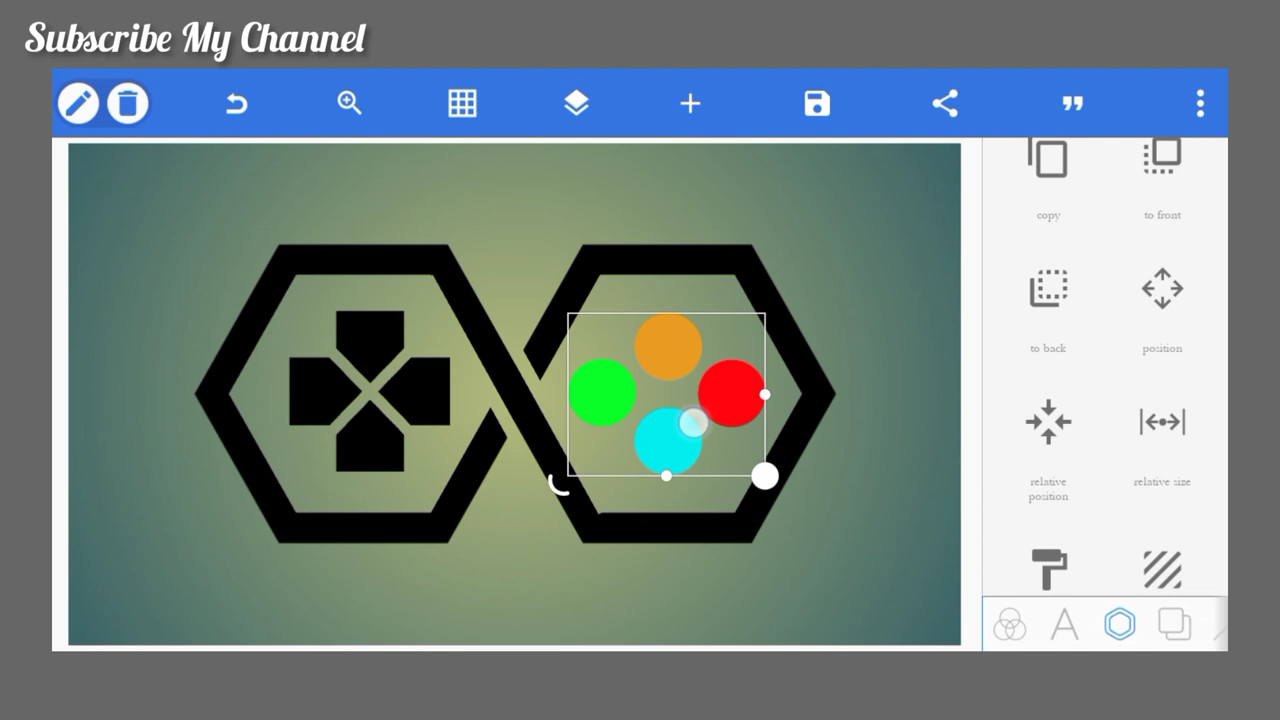 Subscribe My Channel
copy
to front
to back
position
relative
position
relative size